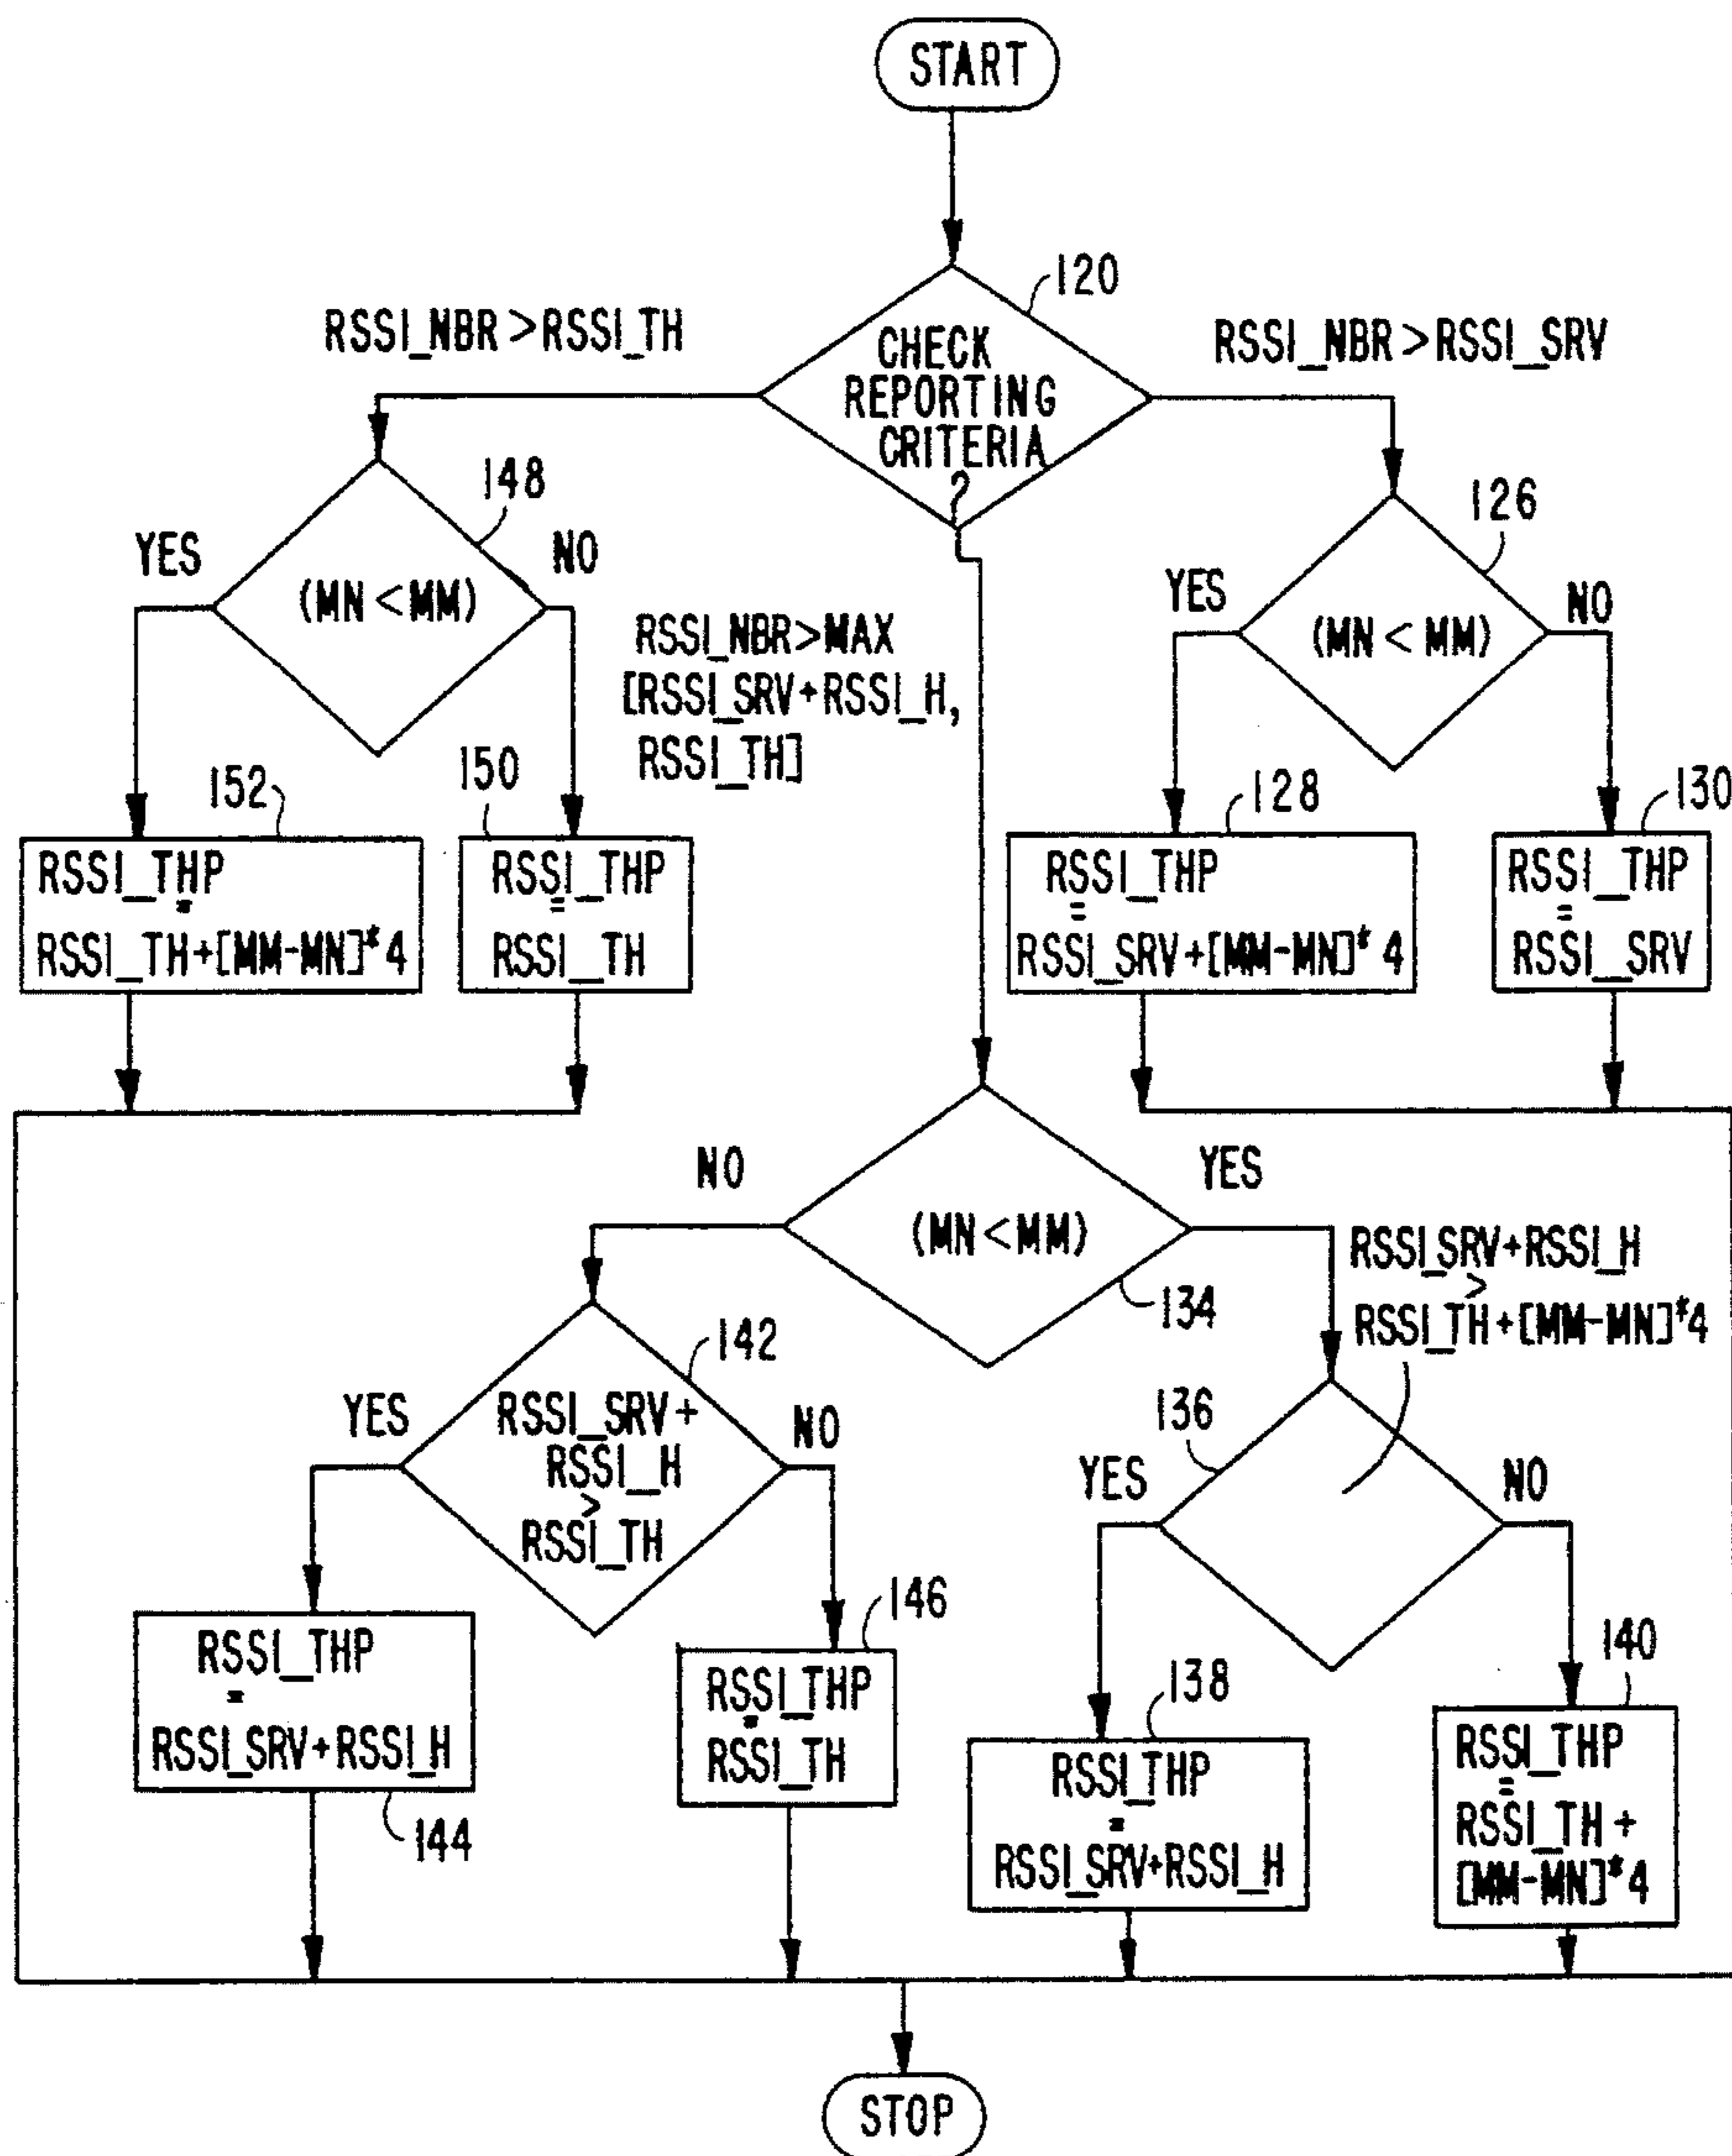 START
120
RSSI_NBR >RSSI_TH
CHECK
REPORTING
CRITERIA
?
RSSI_NBR >RSSI_SRV
148
YES
NO
(MN<MM)
126
YES
NO
(MN<MM)
RSSI_NBR>MAX
[RSSI_SRV+RSSI_H,
RSSI_TH]
152
RSSI_THP
=
RSSI_TH+[MM-MN]*4
150
RSSI_THP
=
RSSI_TH
128
RSSI_THP
=
RSSI_SRV+[MM-MN]*4
130
RSSI_THP
=
RSSI_SRV
NO
YES
(MN<MM)
134
RSSI_SRV+RSSI_H
>
RSSI_TH+[MM-MN]*4
142
YES
NO
RSSI_SRV+
RSSI_H
>
RSSI_TH
136
YES
NO
RSSI_THP
=
RSSI_SRV+RSSI_H
144
146
RSSI_THP
=
RSSI_TH
138
RSSI_THP
=
RSSI_SRV+RSSI_H
140
RSSI_THP
=
RSSI_TH+
[MM-MN]*4
STOP